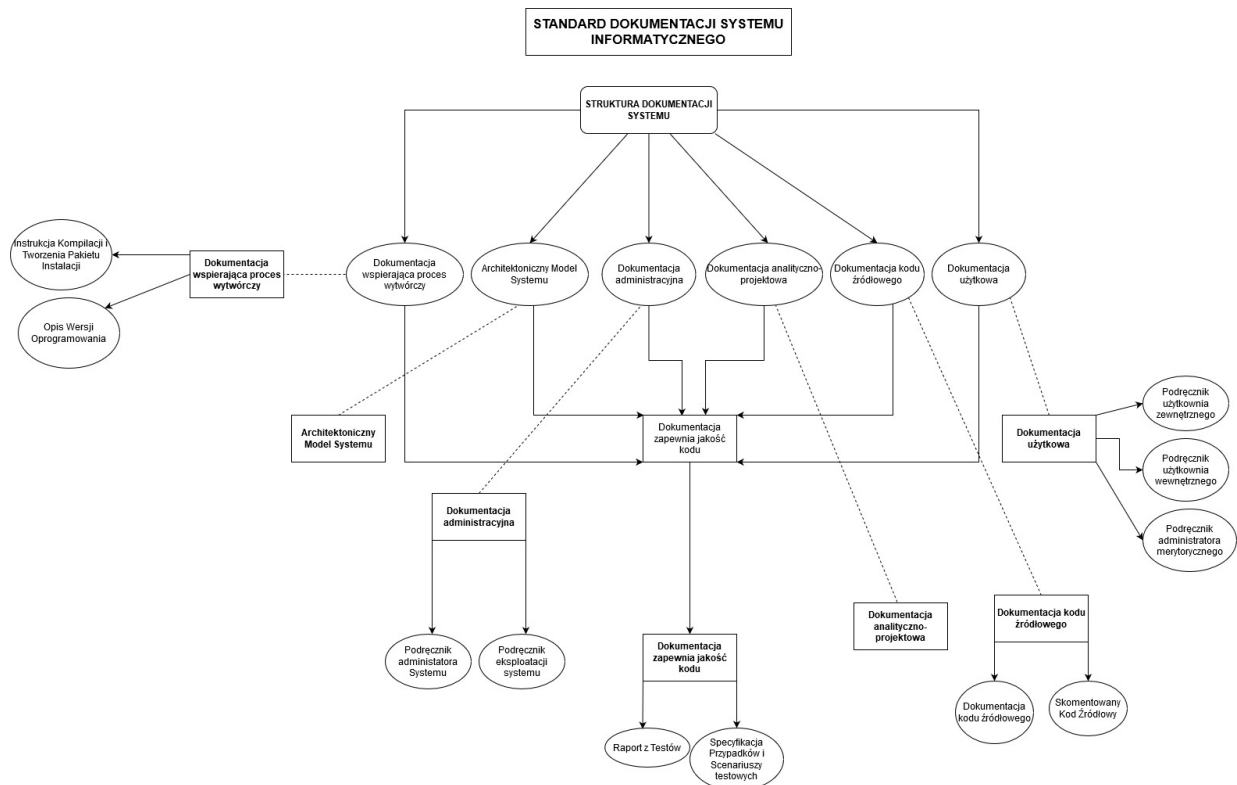 STANDARD DOKUMENTACJI SYSTEMU
INFORMATYCZNEGO
STRUKTURA DOKUMENTACJI
SYSTEMU
Instrukcja Kompilacji I
Tworzenia Pakietu
Instalacji
Opis Wersji
Oprogramowania
Dokumentacja
wspierająca proces
wytwórczy
Dokumentacja
wspierająca proces
wytwórczy
Architektoniczny Model
Systemu
Dokumentacja
administracyjna
Dokumentacja analityczno-
projektowa
Dokumentacja kodu
źródłowego
Dokumentacja
użytkowa
Architektoniczny
Model Systemu
Dokumentacja
zapewnia jakość
kodu
Dokumentacja
użytkowa
Podręcznik
użytkownia
zewnętrznego
Podręcznik
użytkownia
wewnętrznego
Podręcznik
administratora
merytorycznego
Dokumentacja
administracyjna
Podręcznik
administatora
Systemu
Podręcznik
eksploatacji
systemu
Dokumentacja
zapewnia jakość
kodu
Raport z Testów
Specyfikacja
Przypadków i
Scenariuszy
testowych
Dokumentacja
analityczno-
projektowa
Dokumentacja kodu
źródłowego
Dokumentacja
kodu źródłowego
Skomentowany
Kod Źródłowy